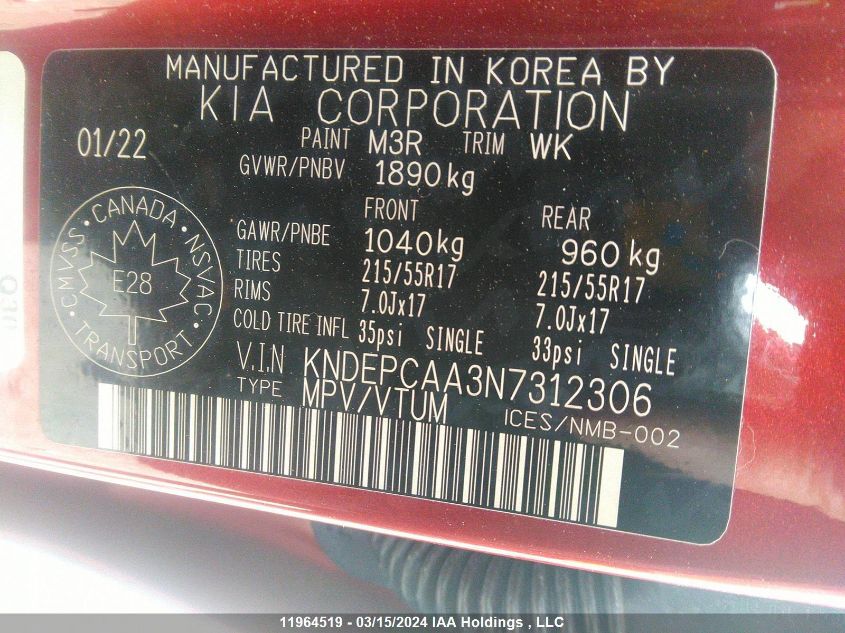 MANUFACTURED IN KOREA BY
KIA CORPORATION
01/22 PAINT M3R TRIM WK
GVWR/PNBV 1890kg
FRONT REAR
GAWR/PNBE 1040kg 960kg
TIRES 215/55R17 215/55R17
RIMS 7.0Jx17 7.0Jx17
COLD TIRE INFL 35psi SINGLE 33psi SINGLE
V.I.N KNDEPCAA3N7312306
TYPE MPV/VTUM ICES/NMB-002
CMVSS · CANADA · NSVAC
E28
· TRANSPORT ·
11964519 - 03/15/2024 IAA Holdings , LLC